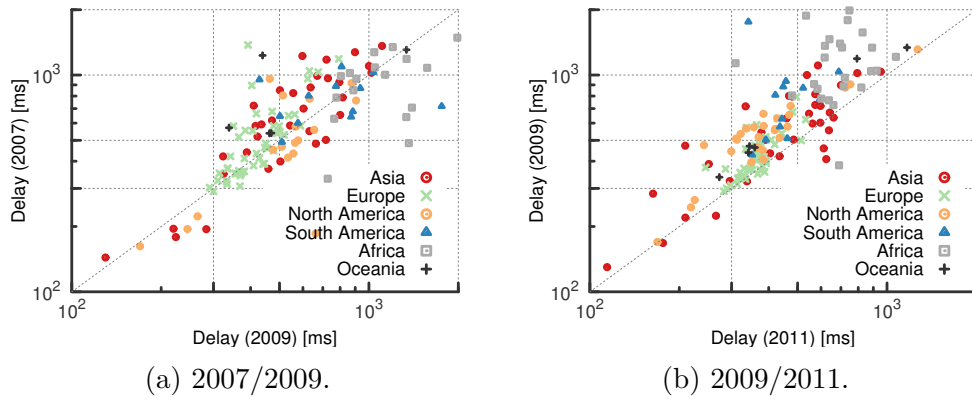 10³
10²
Delay (2007) [ms]
Asia
Europe
North America
South America
Africa
Oceania
10² 10³
Delay (2009) [ms]
(a) 2007/2009.
10³
10²
Delay (2009) [ms]
Asia
Europe
North America
South America
Africa
Oceania
10² 10³
Delay (2011) [ms]
(b) 2009/2011.